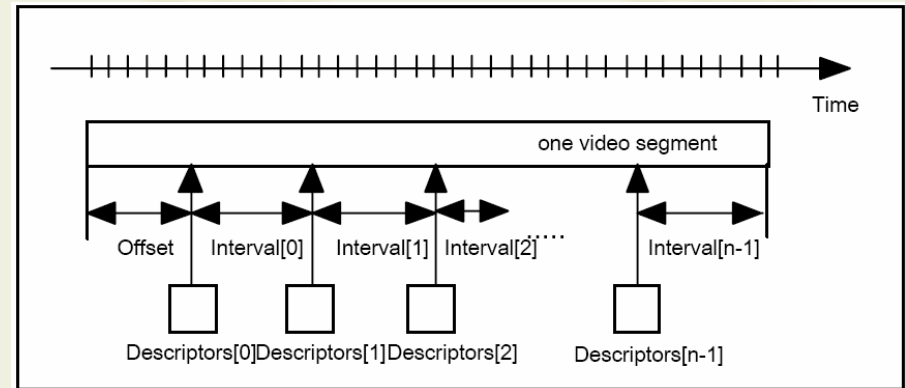 Time
one video segment
Offset Interval[0] Interval[1] Interval[2] ..... Interval[n-1]
Descriptors[0]Descriptors[1] Descriptors[2] Descriptors[n-1]